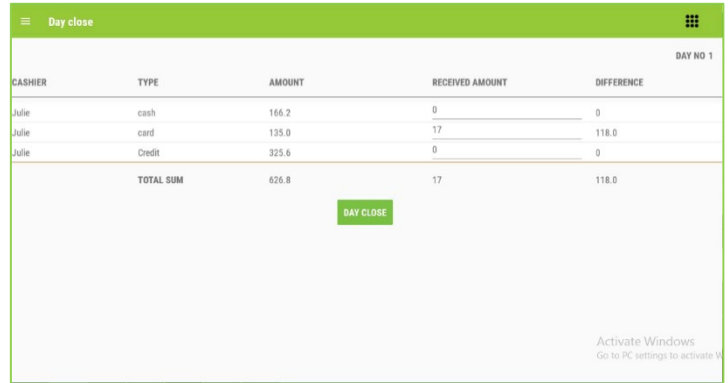 Day close
DAY NO 1
CASHIER TYPE AMOUNT RECEIVED AMOUNT DIFFERENCE
Julie cash 166.2 0 0
Julie card 135.0 17 118.0
Julie Credit 325.6 0 0
TOTAL SUM 626.8 17 118.0
DAY CLOSE
Activate Windows
Go to PC settings to activate W